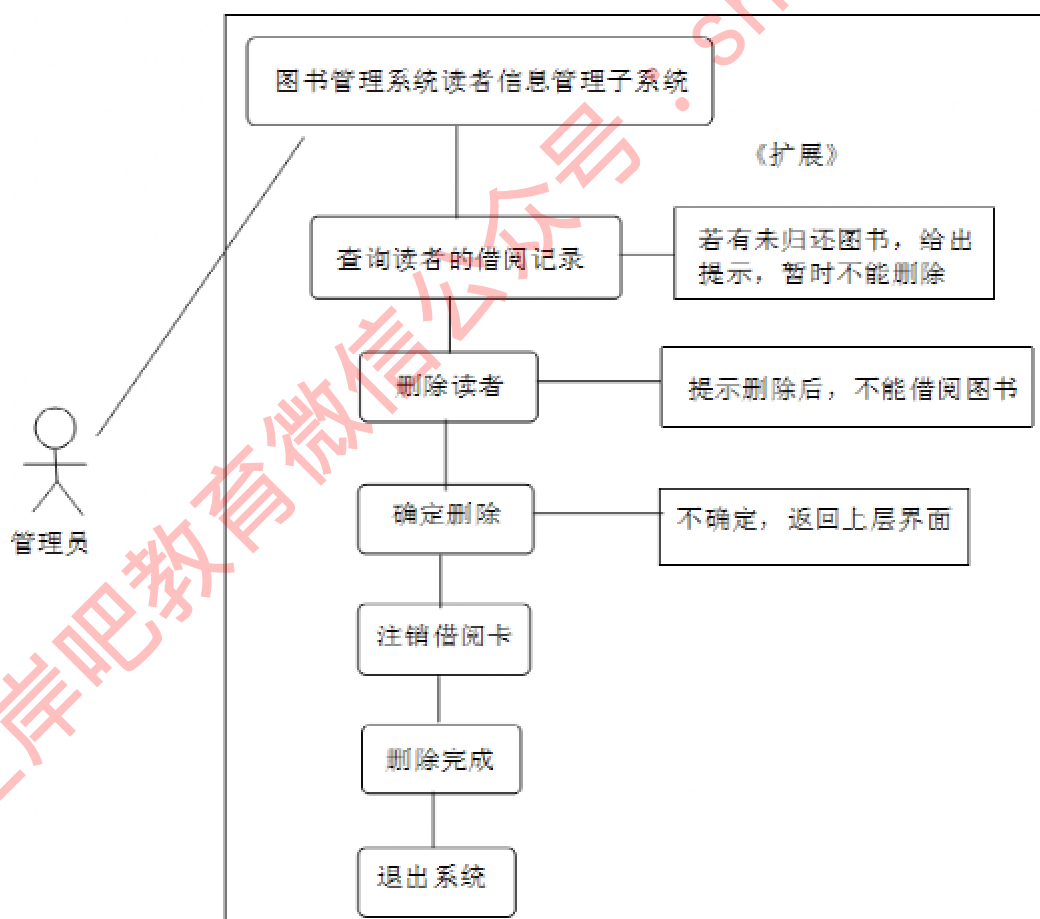 图书管理系统读者信息管理子系统
《扩展》
查询读者的借阅记录
若有未归还图书，给出
提示，暂时不能删除
删除读者
提示删除后，不能借阅图书
确定删除
不确定，返回上层界面
管理员
注销借阅卡
删除完成
退出系统
上岸吧教育微信公众号：sh